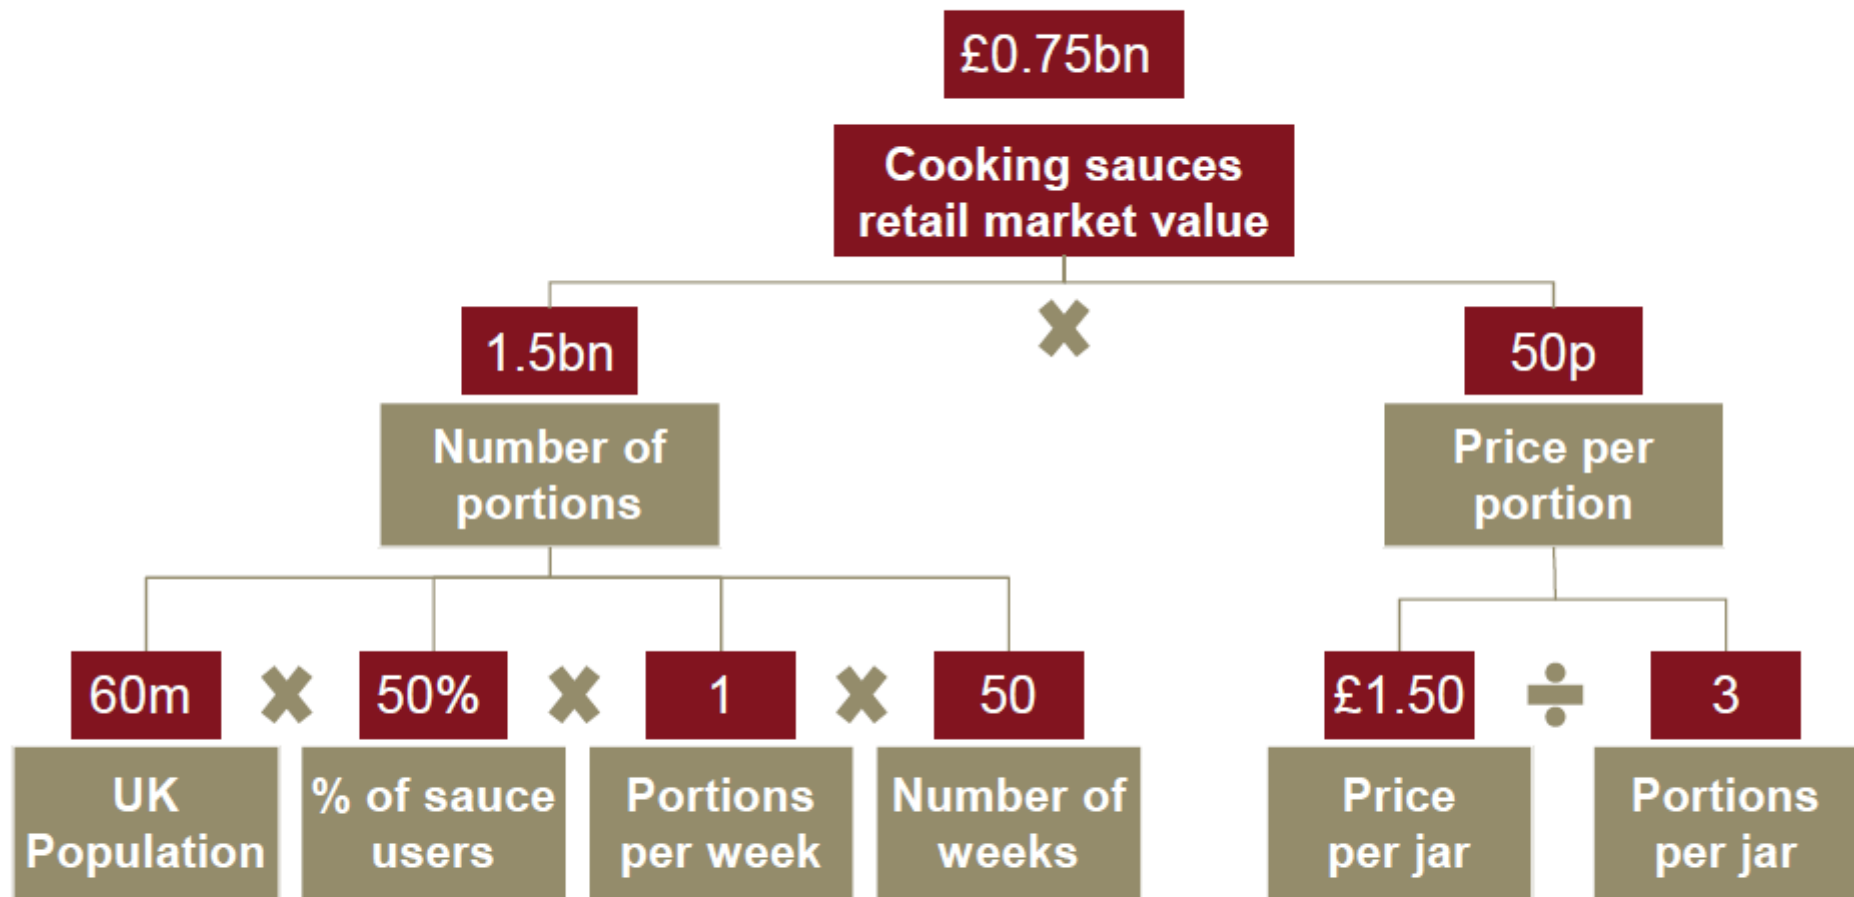 £0.75bn
Cooking sauces
retail market value
1.5bn
50p
Number of
portions
Price per
portion
60m
50%
1
50
£1.50
3
UK
Population
% of sauce
users
Portions
per week
Number of
weeks
Price
per jar
Portions
per jar